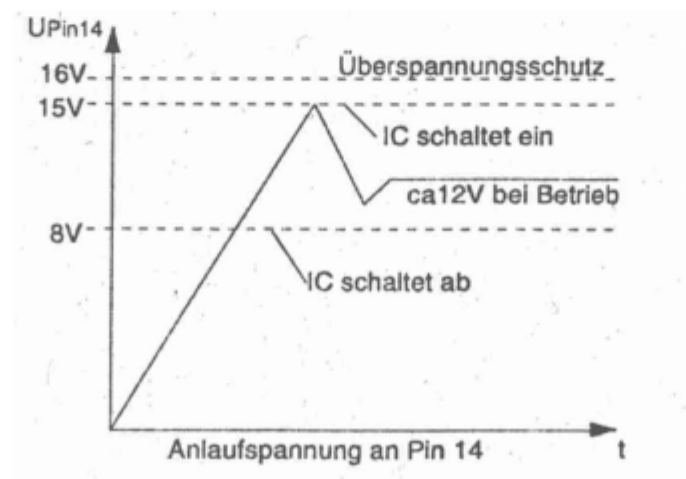 UPin14
16V
Überspannungsschutz
15V
IC schaltet ein
ca12V bei Betrieb
8V
IC schaltet ab
Anlaufspannung an Pin 14
t